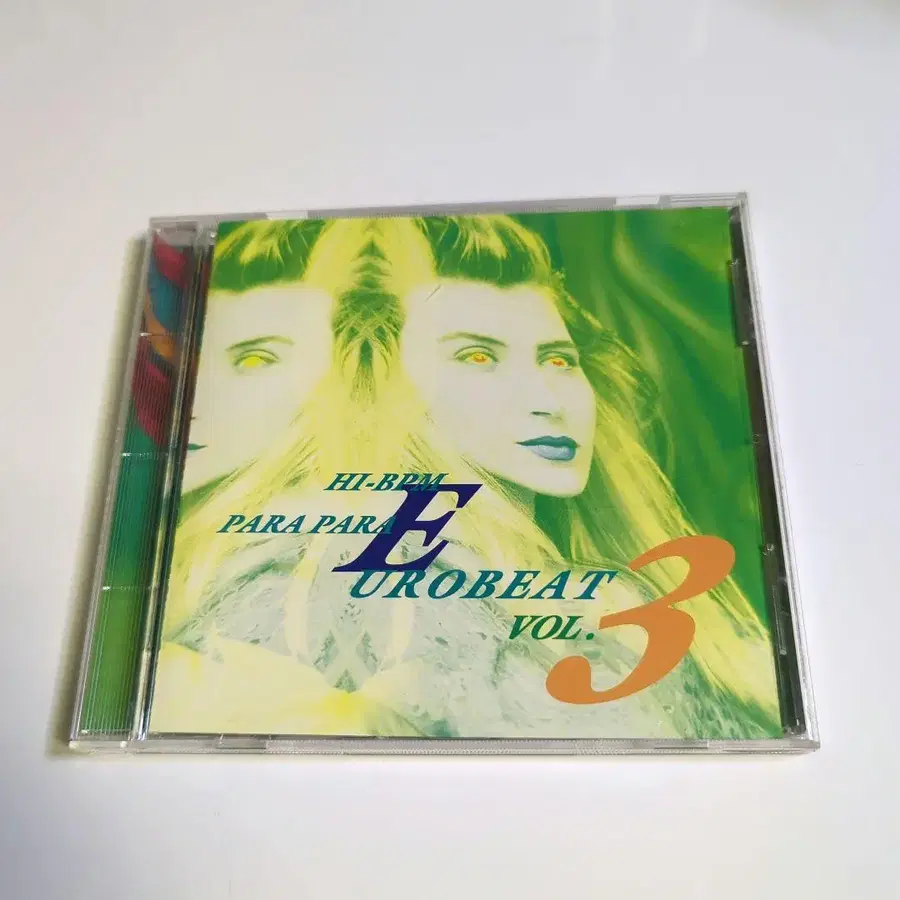 HI-BPM
PARA PARA
EUROBEAT
VOL. 3